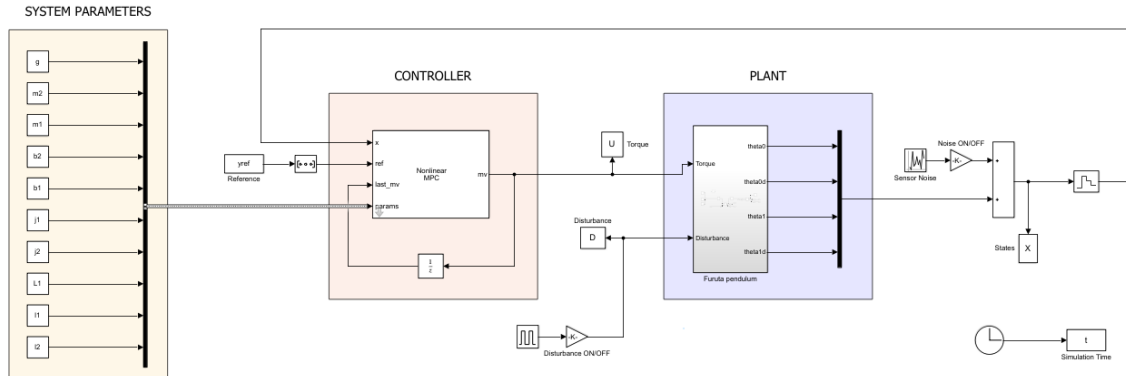 SYSTEM PARAMETERS
g
m2
m1
b2
b1
j1
j2
L1
l1
l2
CONTROLLER
yref
Reference
x
ref
last_mv
params
Nonlinear
MPC
mv
1
z
U
Torque
Disturbance
D
-K-
Disturbance ON/OFF
PLANT
Torque
Disturbance
theta0
theta0d
theta1
theta1d
Furuta pendulum
Noise ON/OFF
-K-
Sensor Noise
+
+
States
X
t
Simulation Time